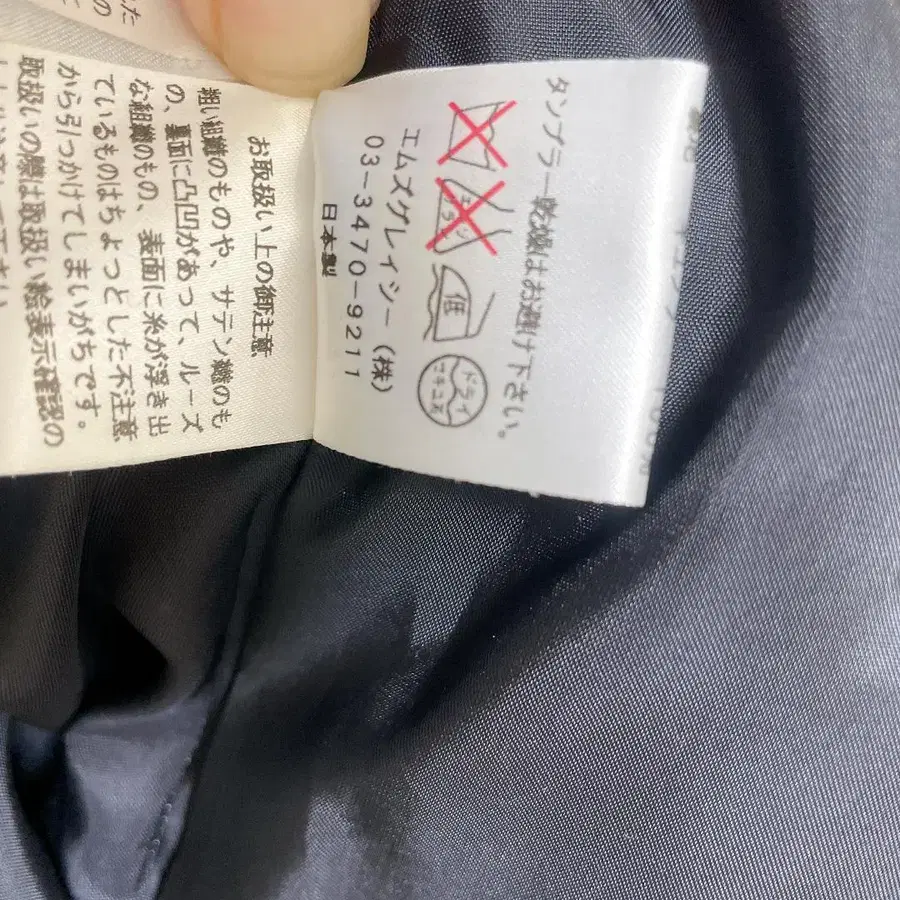 タンブラー乾燥はお避け下さい。
低
ドライ
エムズグレイシー(株)
03-3470-9211
日本製
お取扱い上の御注意
粗い組織のものや、サテン織のも
の、裏面に凸凹があって、ルーズ
な組織のもの、表面に糸が浮き出
ているものはちょっとした不注意
から引っかけてしまいがちです。
取扱いの際は取扱い絵表示確認の